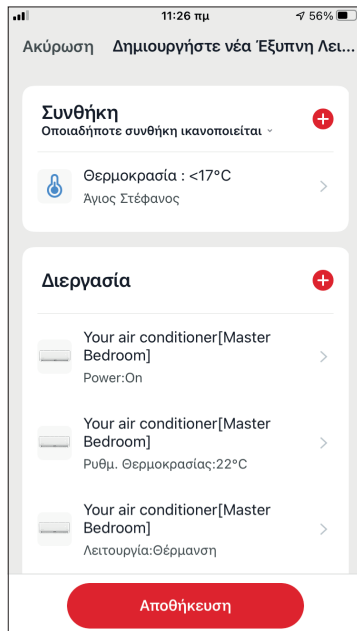 11:26 πμ
56%
Ακύρωση Δημιουργήστε νέα Έξυπνη Λει...
Συνθήκη
Οποιαδήποτε συνθήκη ικανοποιείται
Θερμοκρασία : <17°C
Άγιος Στέφανος
Διεργασία
Your air conditioner[Master
Bedroom]
Power:On
Your air conditioner[Master
Bedroom]
Ρυθμ. Θερμοκρασίας:22°C
Your air conditioner[Master
Bedroom]
Λειτουργία:Θέρμανση
Αποθήκευση